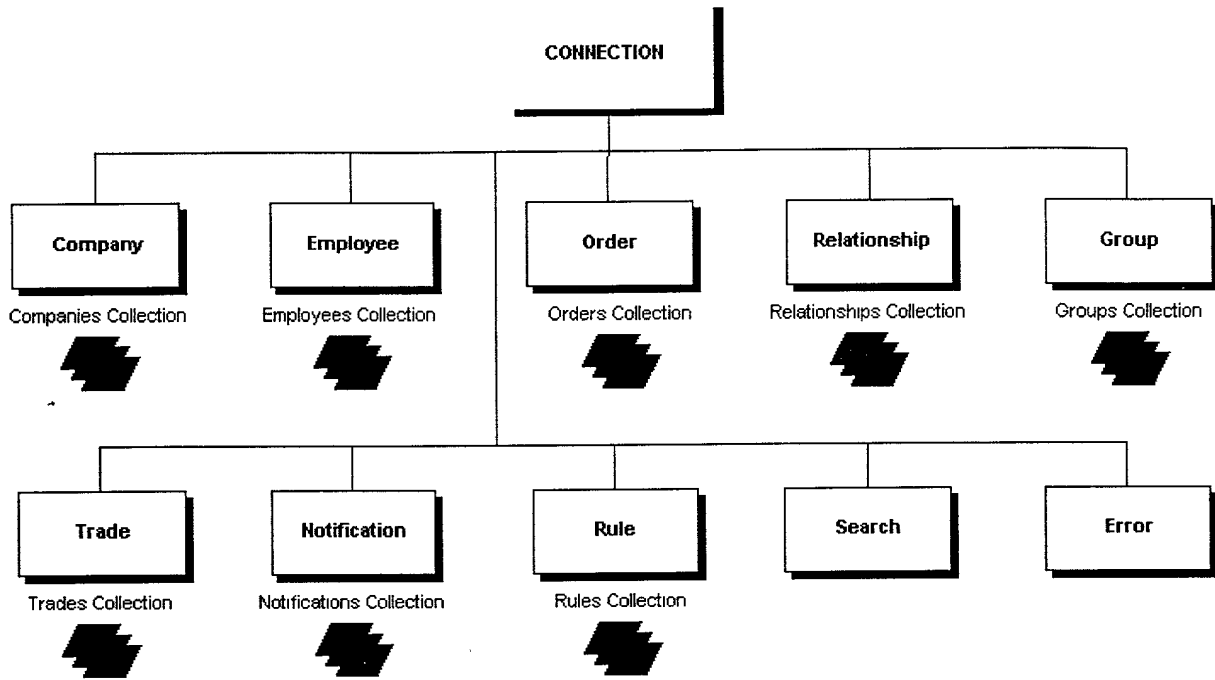 CONNECTION
Company
Employee
Order
Relationship
Group
Companies Collection
Employees Collection
Orders Collection
Relationships Collection
Groups Collection
Trade
Notification
Rule
Search
Error
Trades Collection
Notifications Collection
Rules Collection